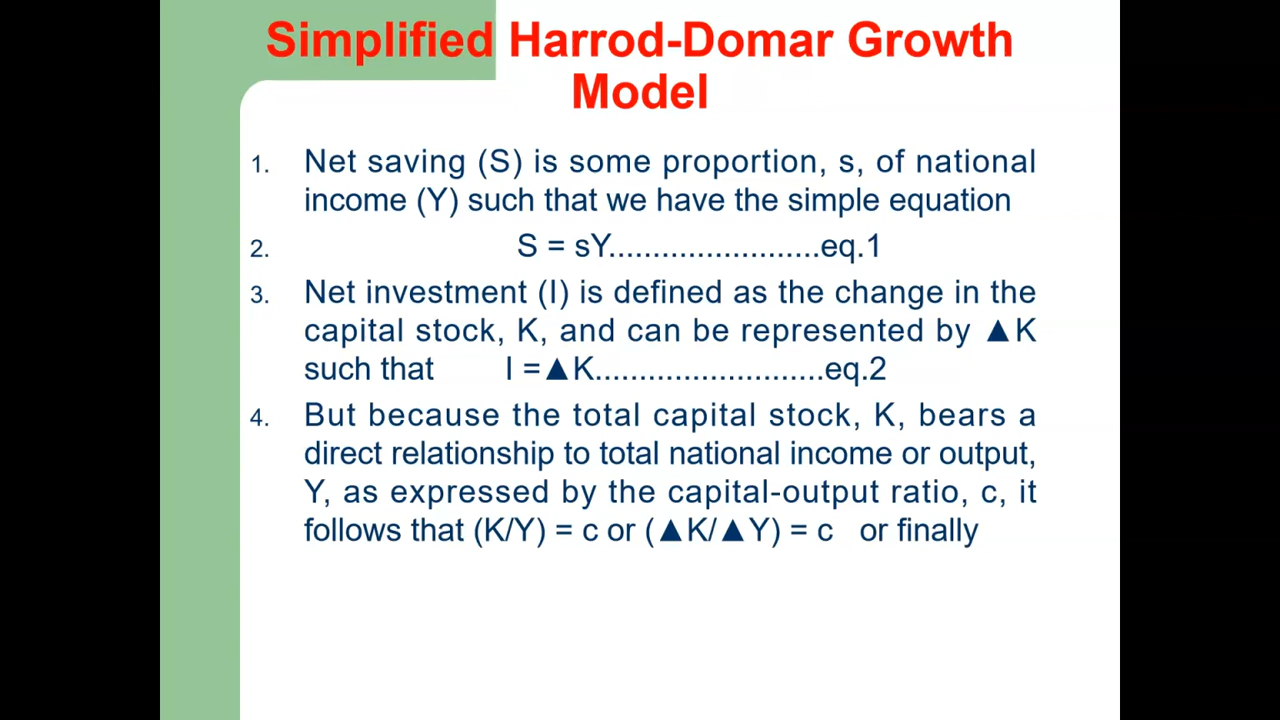 Simplified Harrod-Domar Growth
Model
1. Net saving (S) is some proportion, s, of national
income (Y) such that we have the simple equation
2. S = sY........................eq.1
3. Net investment (I) is defined as the change in the
capital stock, K, and can be represented by ▲K
such that I =▲K..........................eq.2
4. But because the total capital stock, K, bears a
direct relationship to total national income or output,
Y, as expressed by the capital-output ratio, c, it
follows that (K/Y) = c or (▲K/▲Y) = c or finally